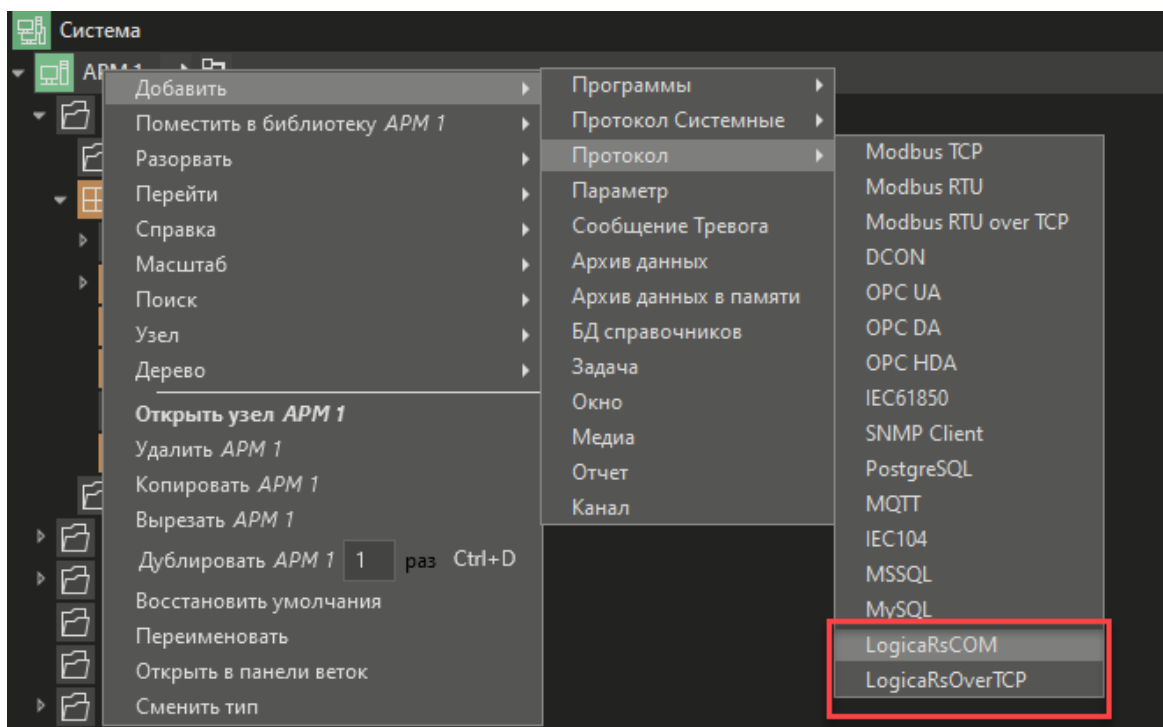 Система
Добавить
Поместить в библиотеку АРМ 1
Разорвать
Перейти
Справка
Масштаб
Поиск
Узел
Дерево
Открыть узел АРМ 1
Удалить АРМ 1
Копировать АРМ 1
Вырезать АРМ 1
Дублировать АРМ 1 1 раз Ctrl+D
Восстановить умолчания
Переименовать
Открыть в панели веток
Сменить тип
Программы
Протокол Системные
Протокол
Параметр
Сообщение Тревога
Архив данных
Архив данных в памяти
БД справочников
Задача
Окно
Медиа
Отчет
Канал
Modbus TCP
Modbus RTU
Modbus RTU over TCP
DCON
OPC UA
OPC DA
OPC HDA
IEC61850
SNMP Client
PostgreSQL
MQTT
IEC104
MSSQL
MySQL
LogicaRsCOM
LogicaRsOverTCP